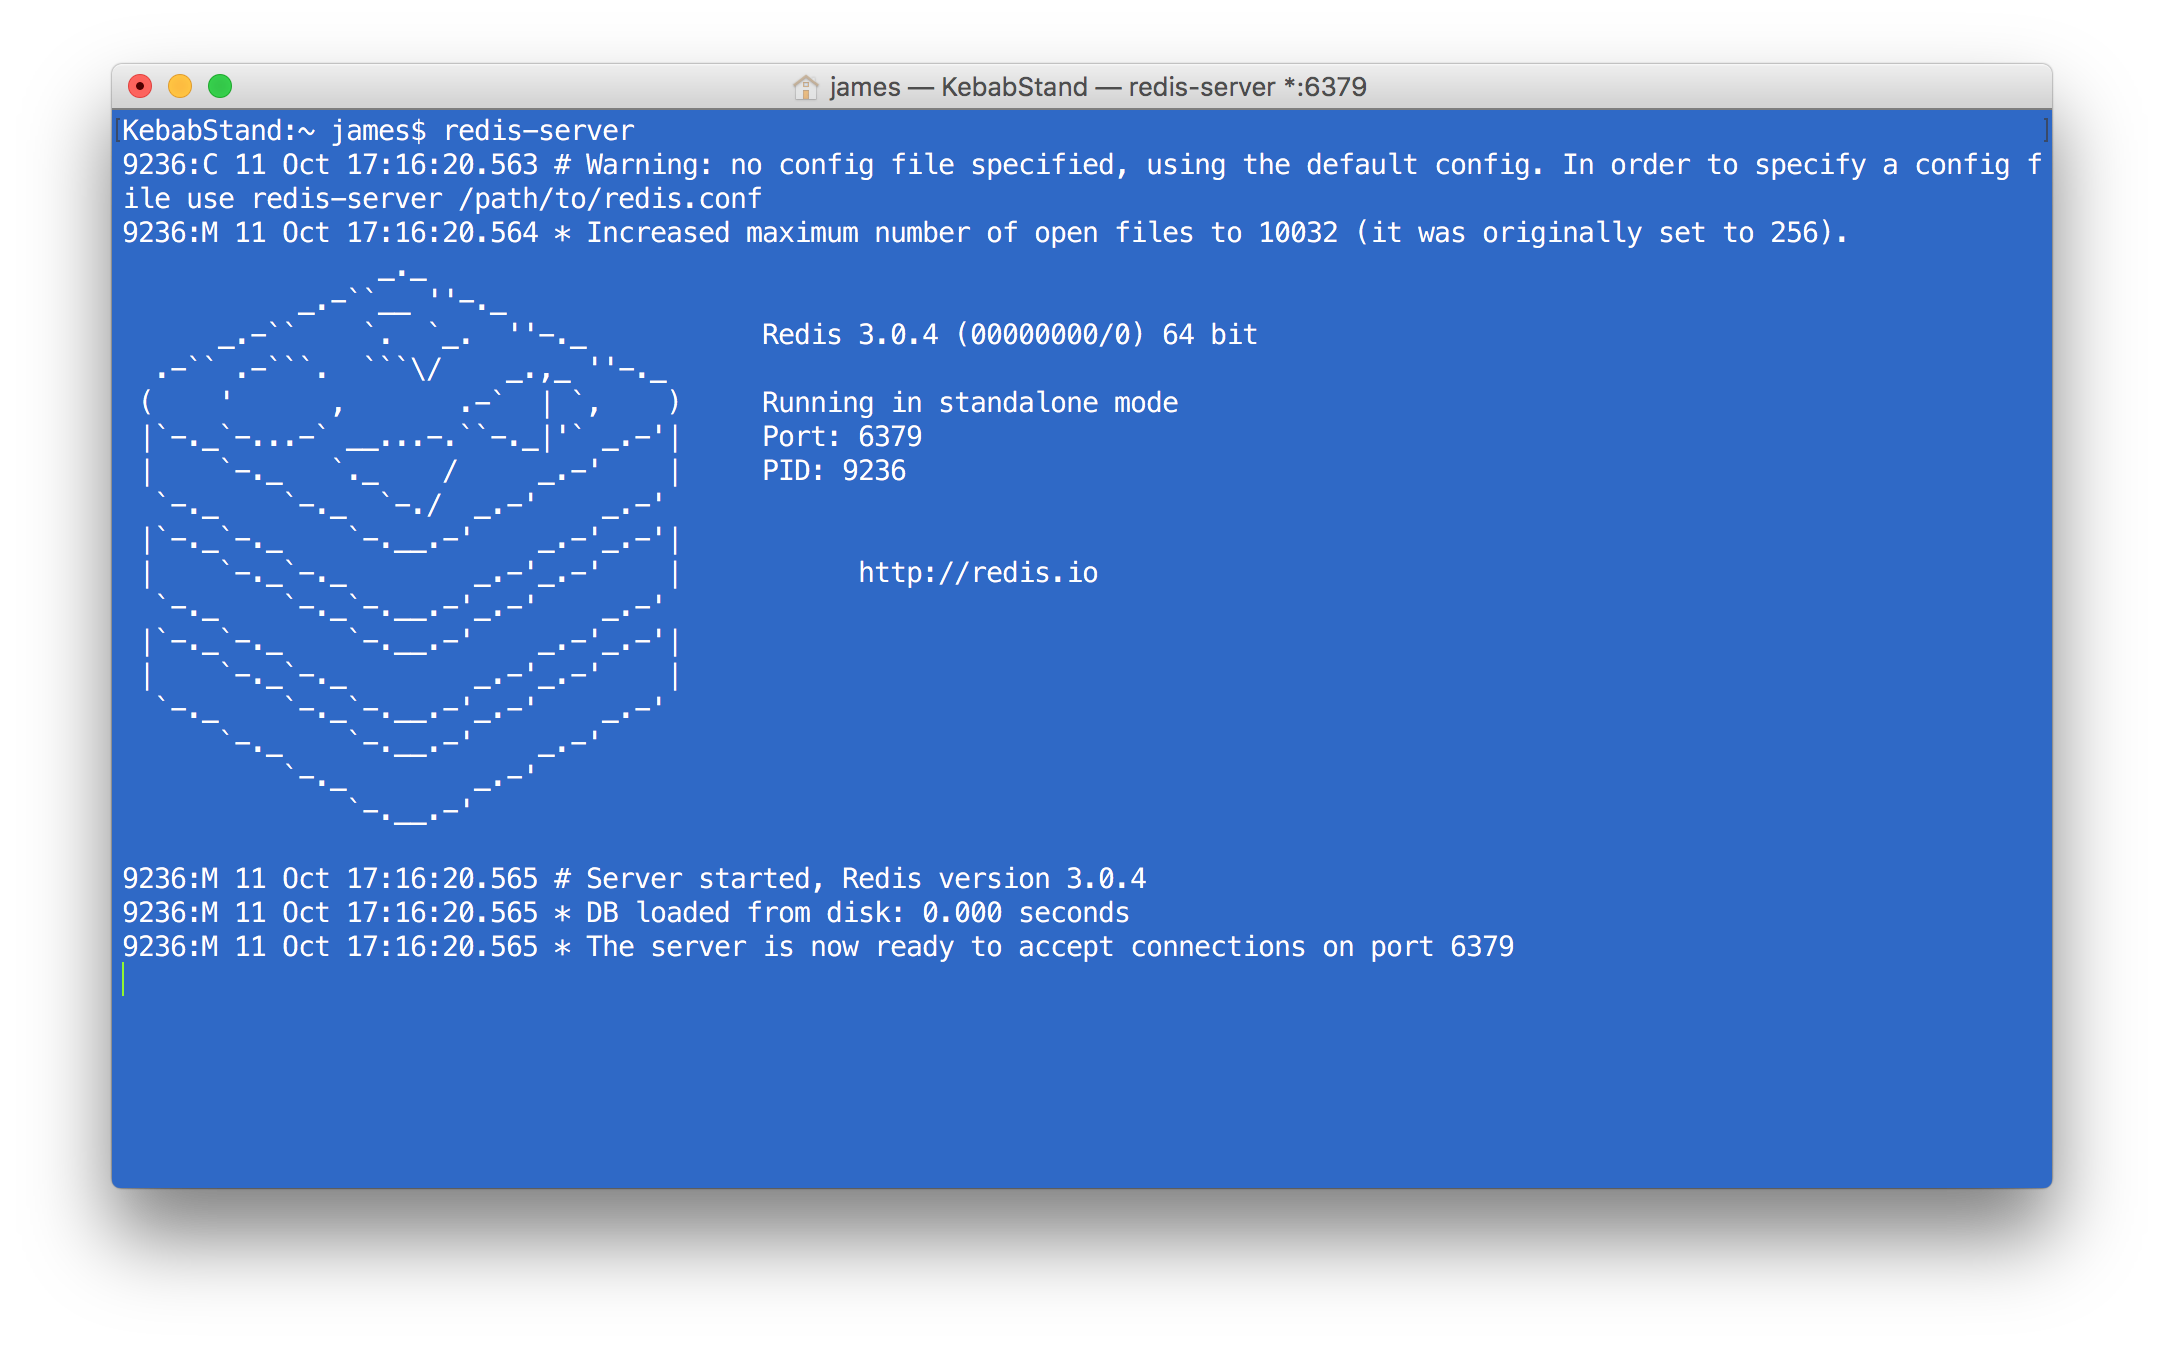 james — KebabStand — redis-server *:6379
KebabStand:~ james$ redis-server
9236:C 11 Oct 17:16:20.563 # Warning: no config file specified, using the default config. In order to specify a config f
ile use redis-server /path/to/redis.conf
9236:M 11 Oct 17:16:20.564 * Increased maximum number of open files to 10032 (it was originally set to 256).
Redis 3.0.4 (00000000/0) 64 bit
Running in standalone mode
Port: 6379
PID: 9236
http://redis.io
9236:M 11 Oct 17:16:20.565 # Server started, Redis version 3.0.4
9236:M 11 Oct 17:16:20.565 * DB loaded from disk: 0.000 seconds
9236:M 11 Oct 17:16:20.565 * The server is now ready to accept connections on port 6379